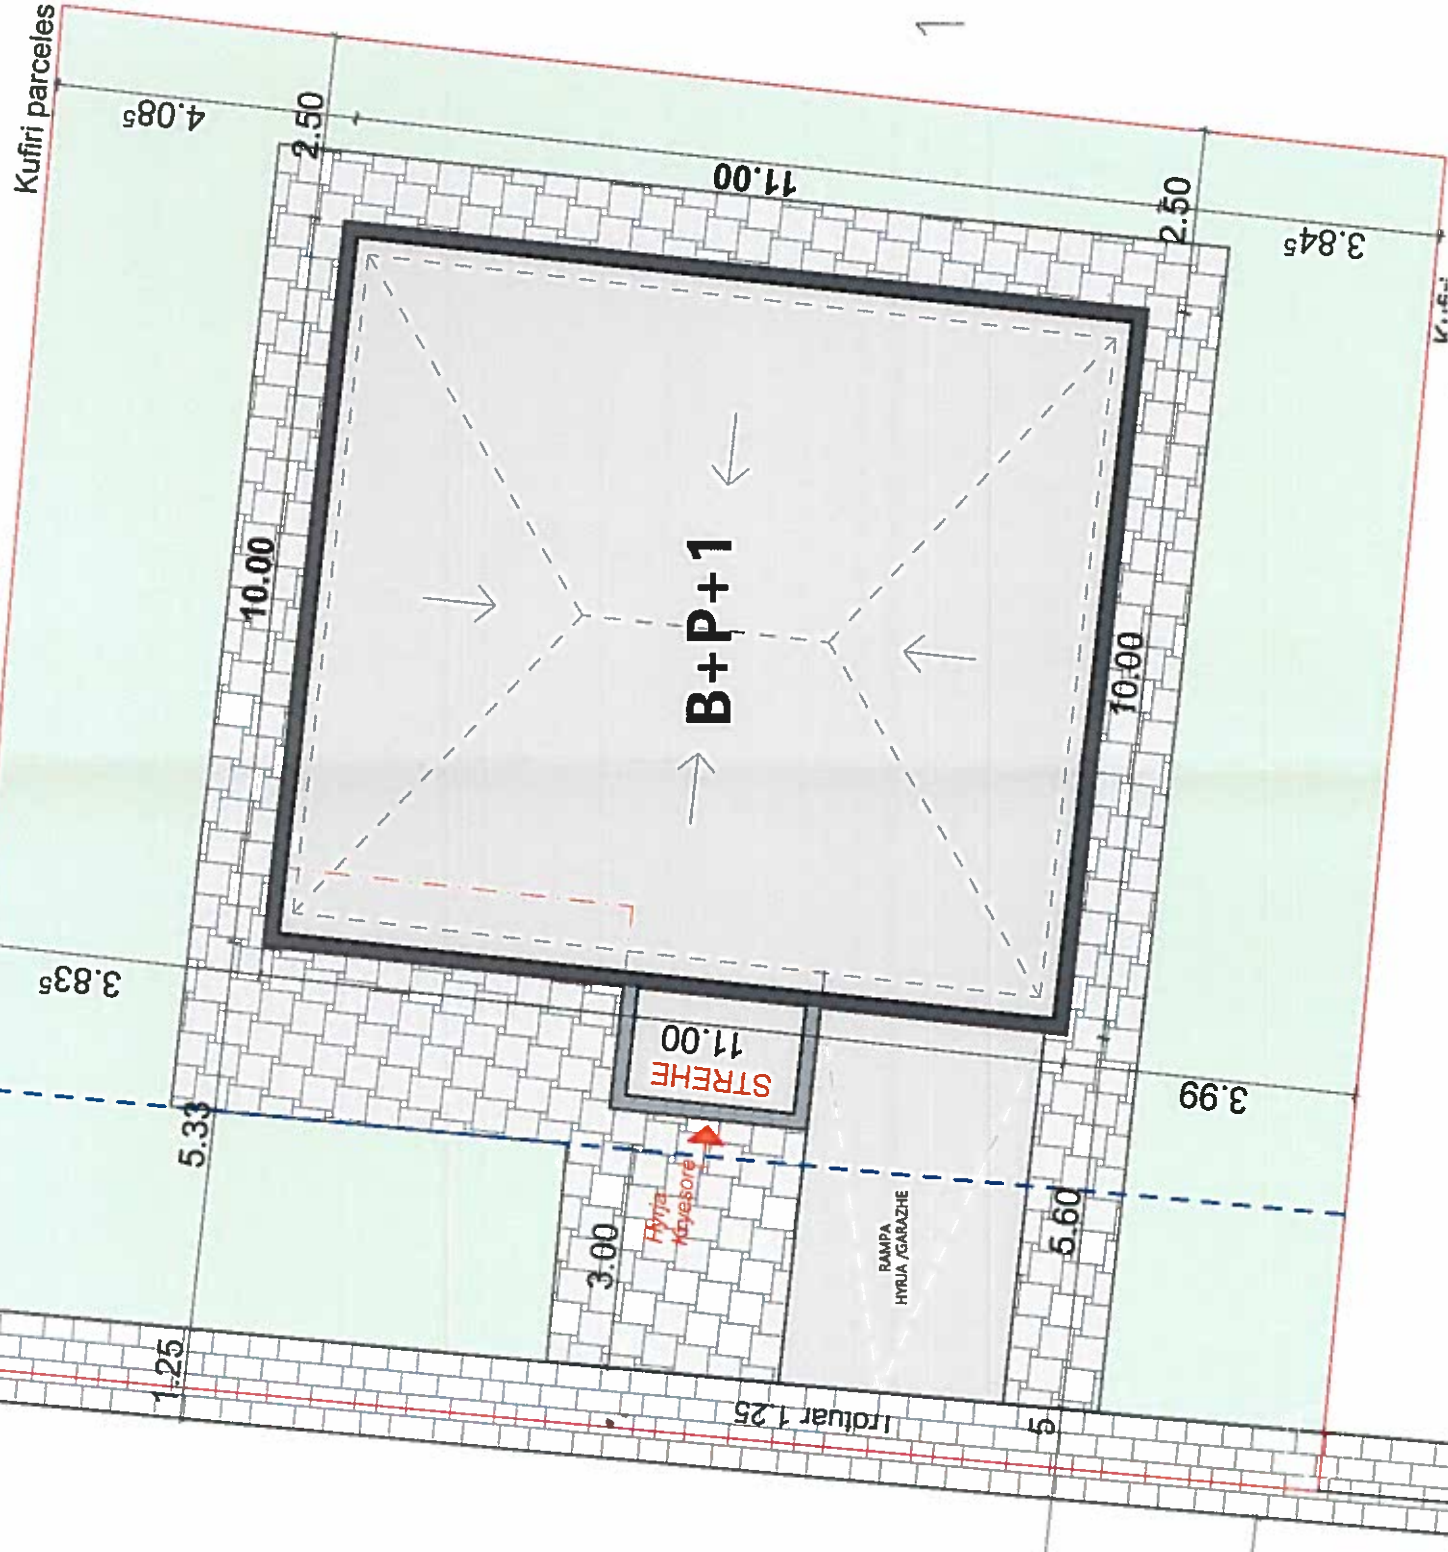 Kufiri parceles
4.085
2.50
11.00
2.50
3.845
10.00
B+P+1
10.00
3.835
11.00
STREHE
3.99
5.33
Hyrja
Kryesore
3.00
RAMPA
HYRJA /GARAZHE
5.60
1.25
Trotuar 1.25